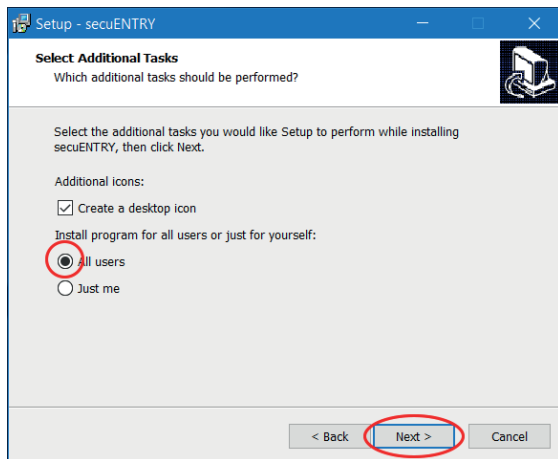 Setup - secuENTRY
Select Additional Tasks
Which additional tasks should be performed?
Select the additional tasks you would like Setup to perform while installing
secuENTRY, then click Next.
Additional icons:
Create a desktop icon
Install program for all users or just for yourself:
All users
Just me
< Back
Next >
Cancel